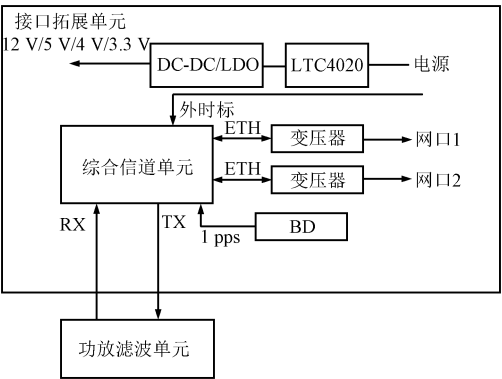 接口拓展单元
12 V/5 V/4 V/3.3 V
DC-DC/LDO
LTC4020
电源
外时标
ETH
变压器
网口1
综合信道单元
ETH
变压器
网口2
RX
TX
1 pps
BD
功放滤波单元